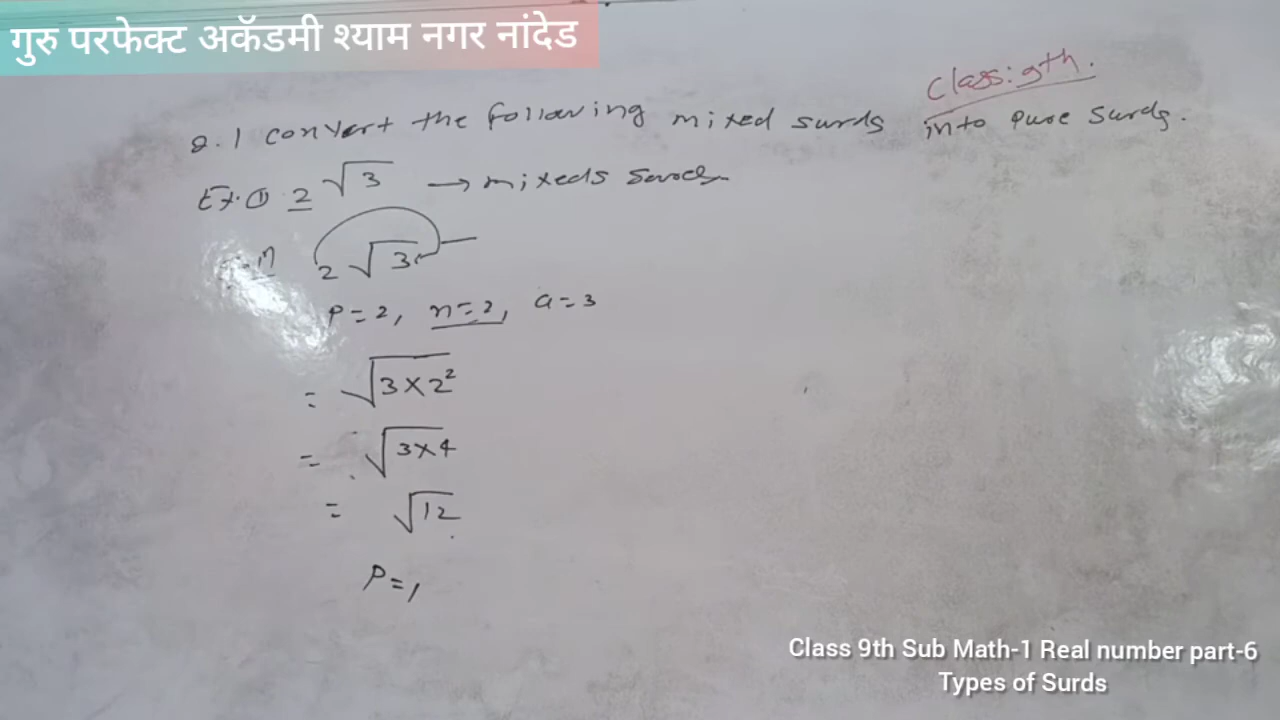 गुरु परफेक्ट अकॅडमी श्याम नगर नांदेड
Class: 9th.
Q.1 convert the following mixed surds into pure surds.
Ex. ① 2 √3 → mixeds surds
2 √3
P = 2, n = 2, a = 3
= √3 × 2²
= √3 × 4
= √12
P = 1
Class 9th Sub Math-1 Real number part-6
Types of Surds